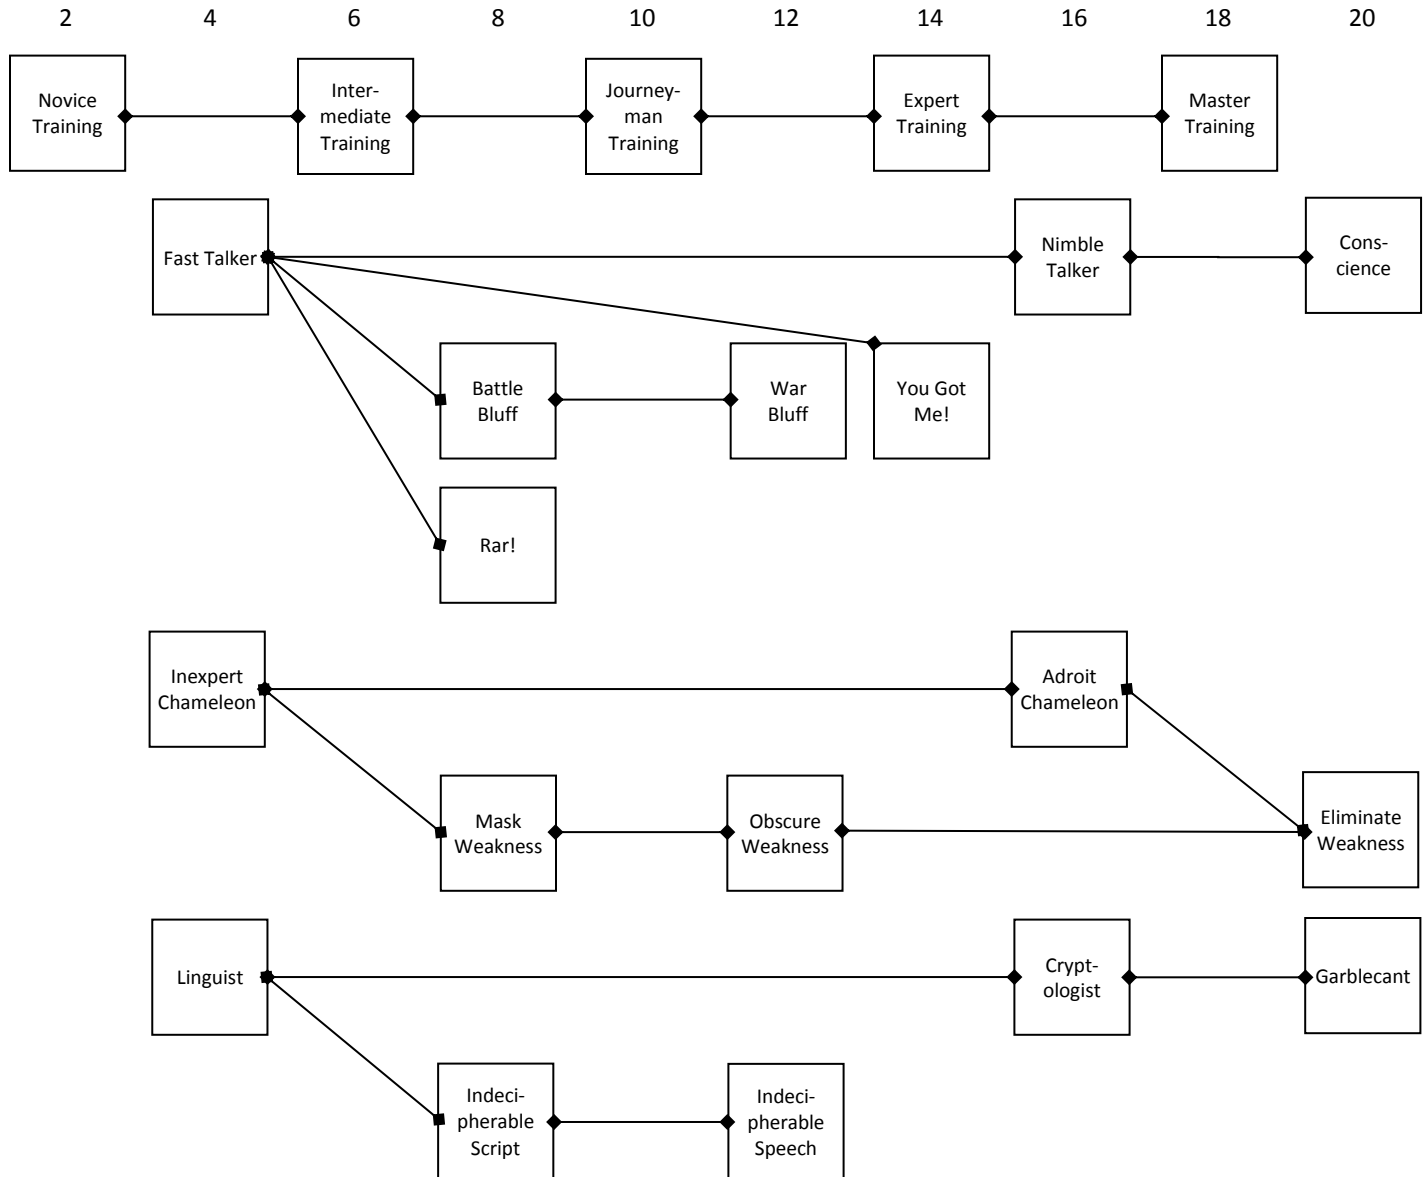 2 4 6 8 10 12 14 16 18 20
Novice
Training
Inter-
mediate
Training
Journey-
man
Training
Expert
Training
Master
Training
Fast Talker
Nimble
Talker
Cons-
cience
Battle
Bluff
War
Bluff
You Got
Me!
Rar!
Inexpert
Chameleon
Adroit
Chameleon
Mask
Weakness
Obscure
Weakness
Eliminate
Weakness
Linguist
Crypt-
ologist
Garblecant
Indeci-
pherable
Script
Indeci-
pherable
Speech